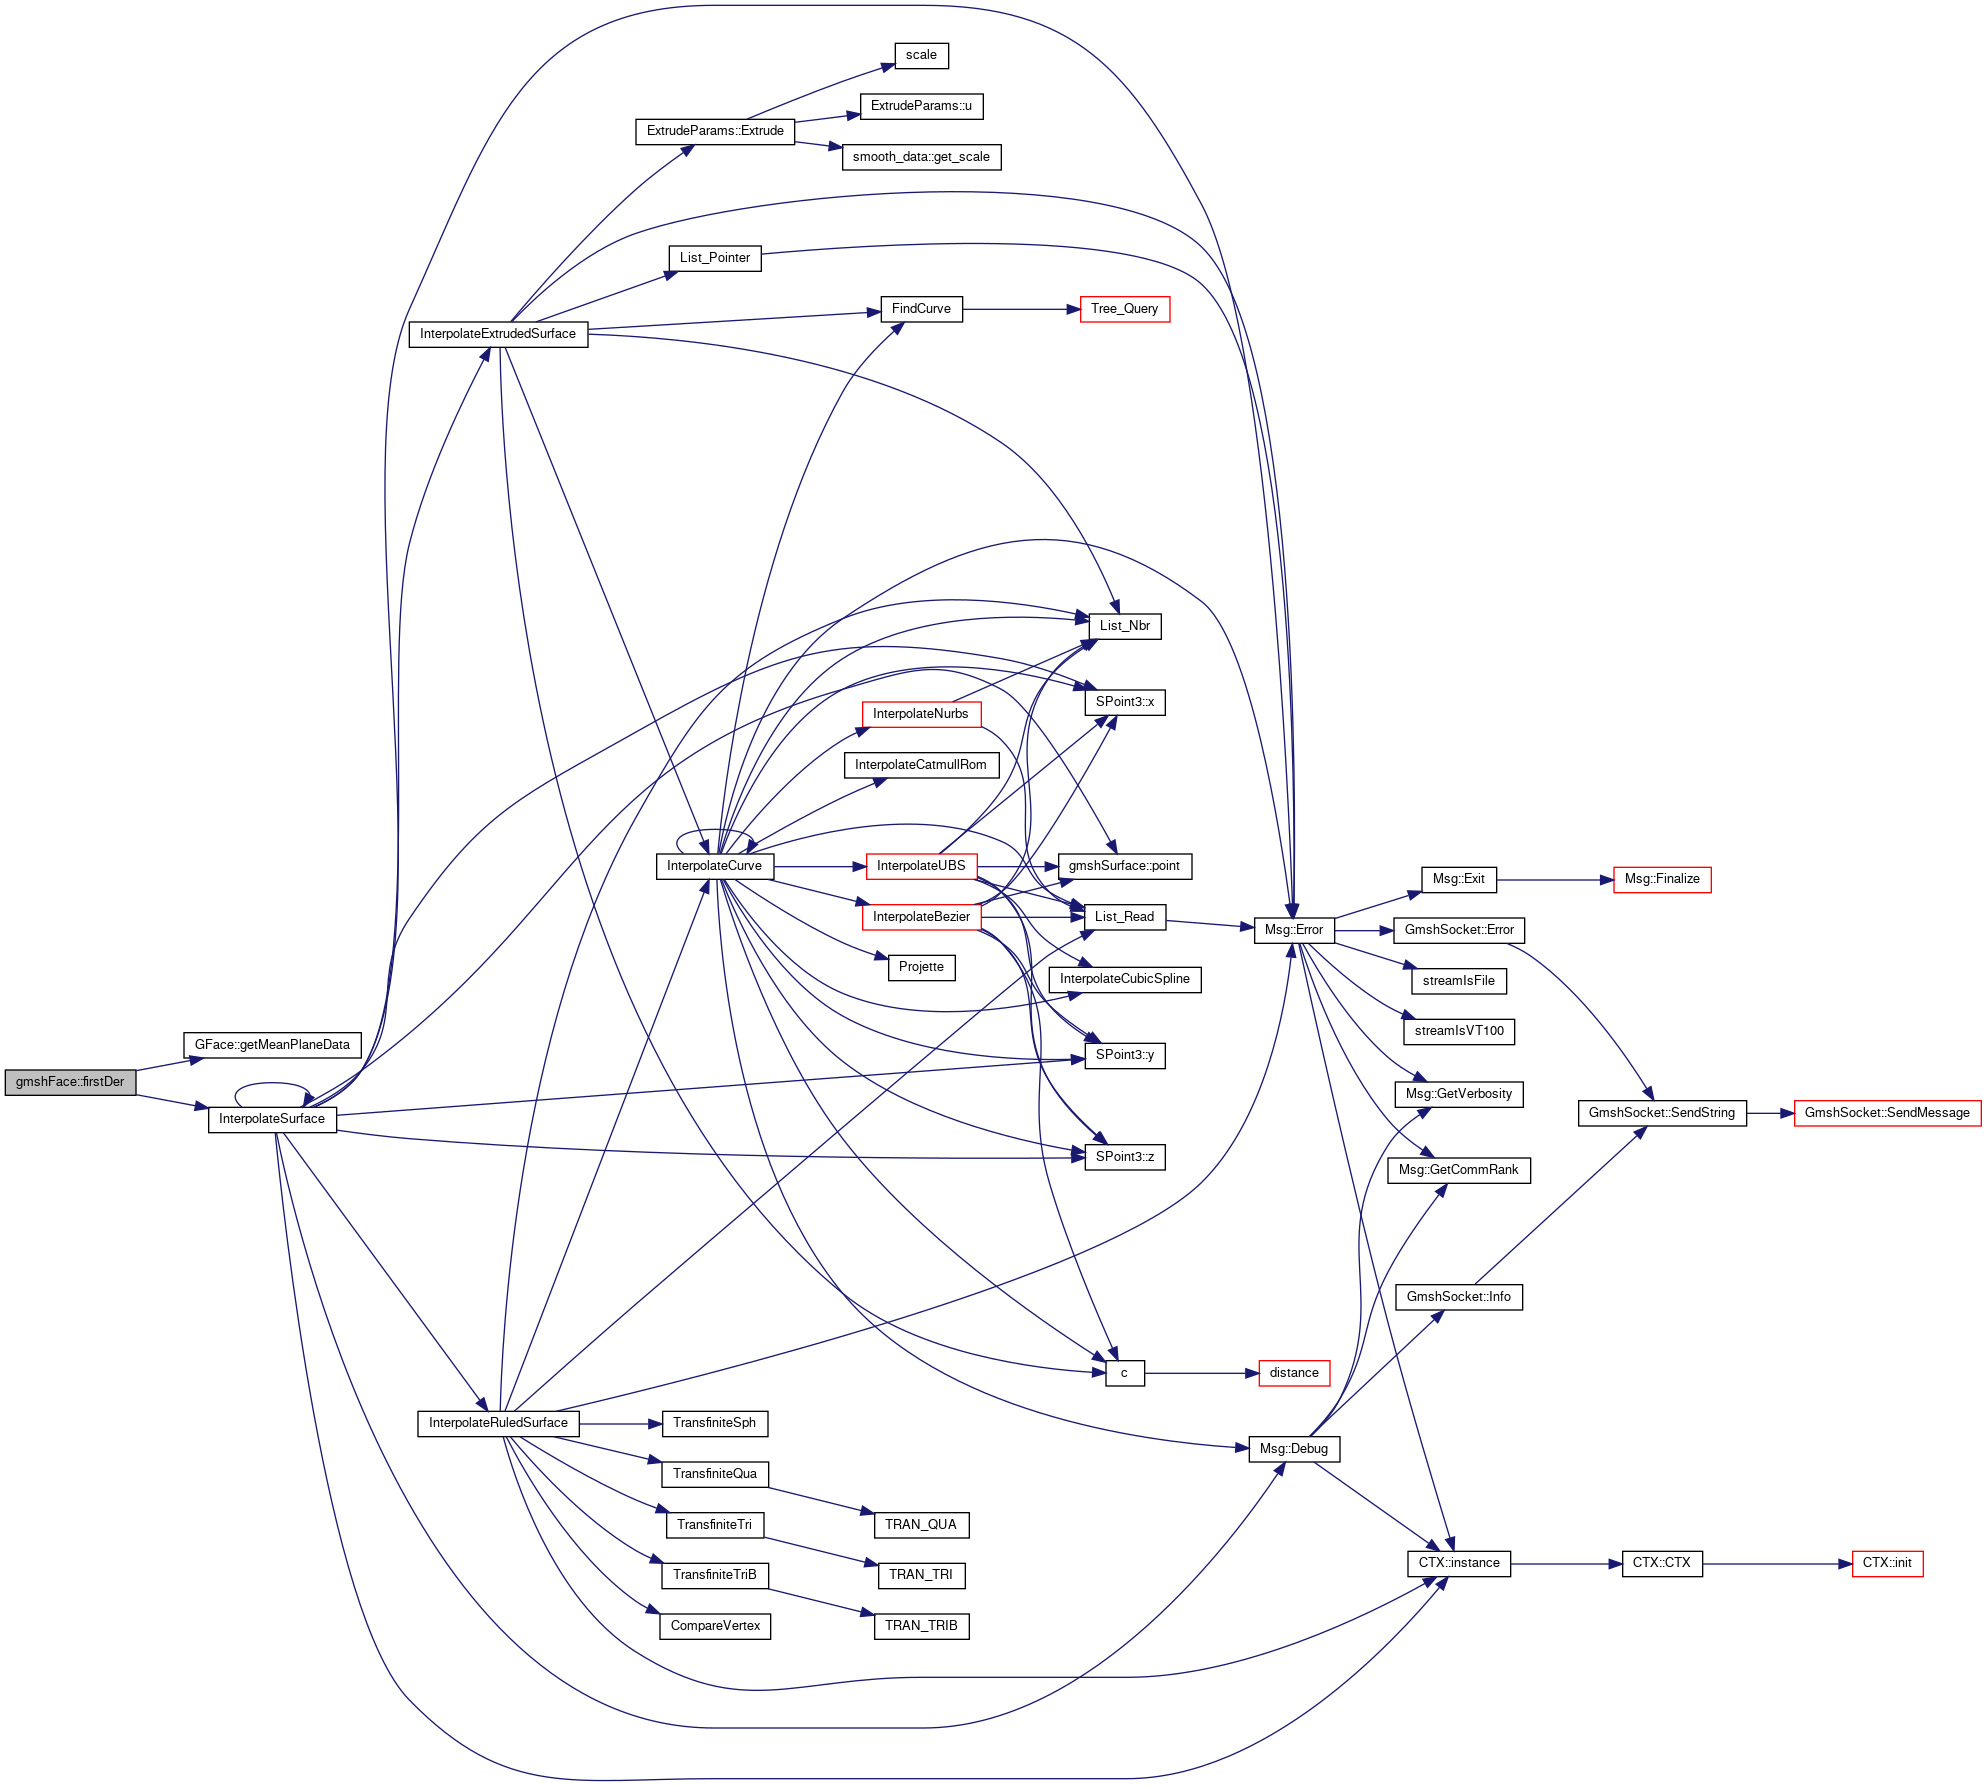 scale
ExtrudeParams::u
ExtrudeParams::Extrude
smooth_data::get_scale
List_Pointer
FindCurve
Tree_Query
InterpolateExtrudedSurface
List_Nbr
SPoint3::x
InterpolateNurbs
InterpolateCatmullRom
InterpolateCurve
InterpolateUBS
gmshSurface::point
Msg::Exit
Msg::Finalize
InterpolateBezier
List_Read
Msg::Error
GmshSocket::Error
Projette
InterpolateCubicSpline
streamIsFile
streamIsVT100
GFace::getMeanPlaneData
SPoint3::y
gmshFace::firstDer
Msg::GetVerbosity
InterpolateSurface
GmshSocket::SendString
GmshSocket::SendMessage
SPoint3::z
Msg::GetCommRank
GmshSocket::Info
c
distance
InterpolateRuledSurface
TransfiniteSph
Msg::Debug
TransfiniteQua
TransfiniteTri
TRAN_QUA
CTX::instance
CTX::CTX
CTX::init
TransfiniteTriB
TRAN_TRI
CompareVertex
TRAN_TRIB